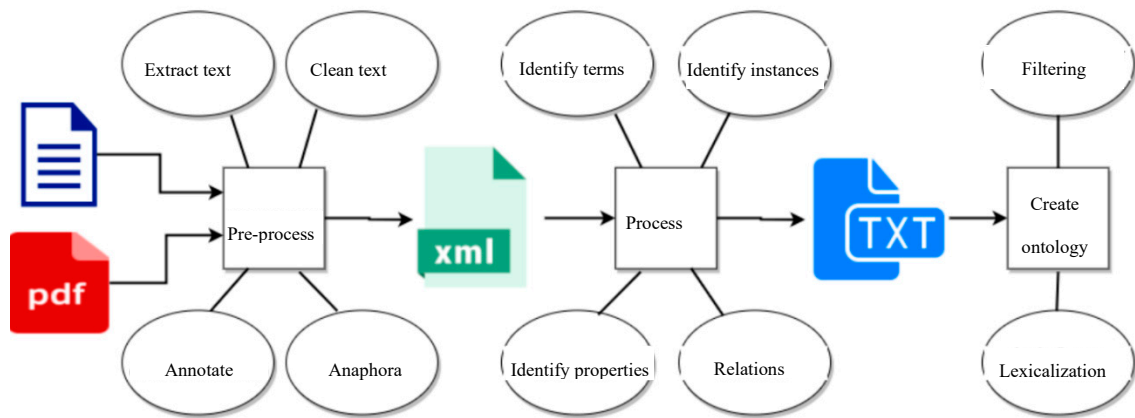 Extract text
Clean text
Identify terms
Identify instances
Filtering
Pre-process
pdf
xml
Process
TXT
Create
ontology
Annotate
Anaphora
Identify properties
Relations
Lexicalization